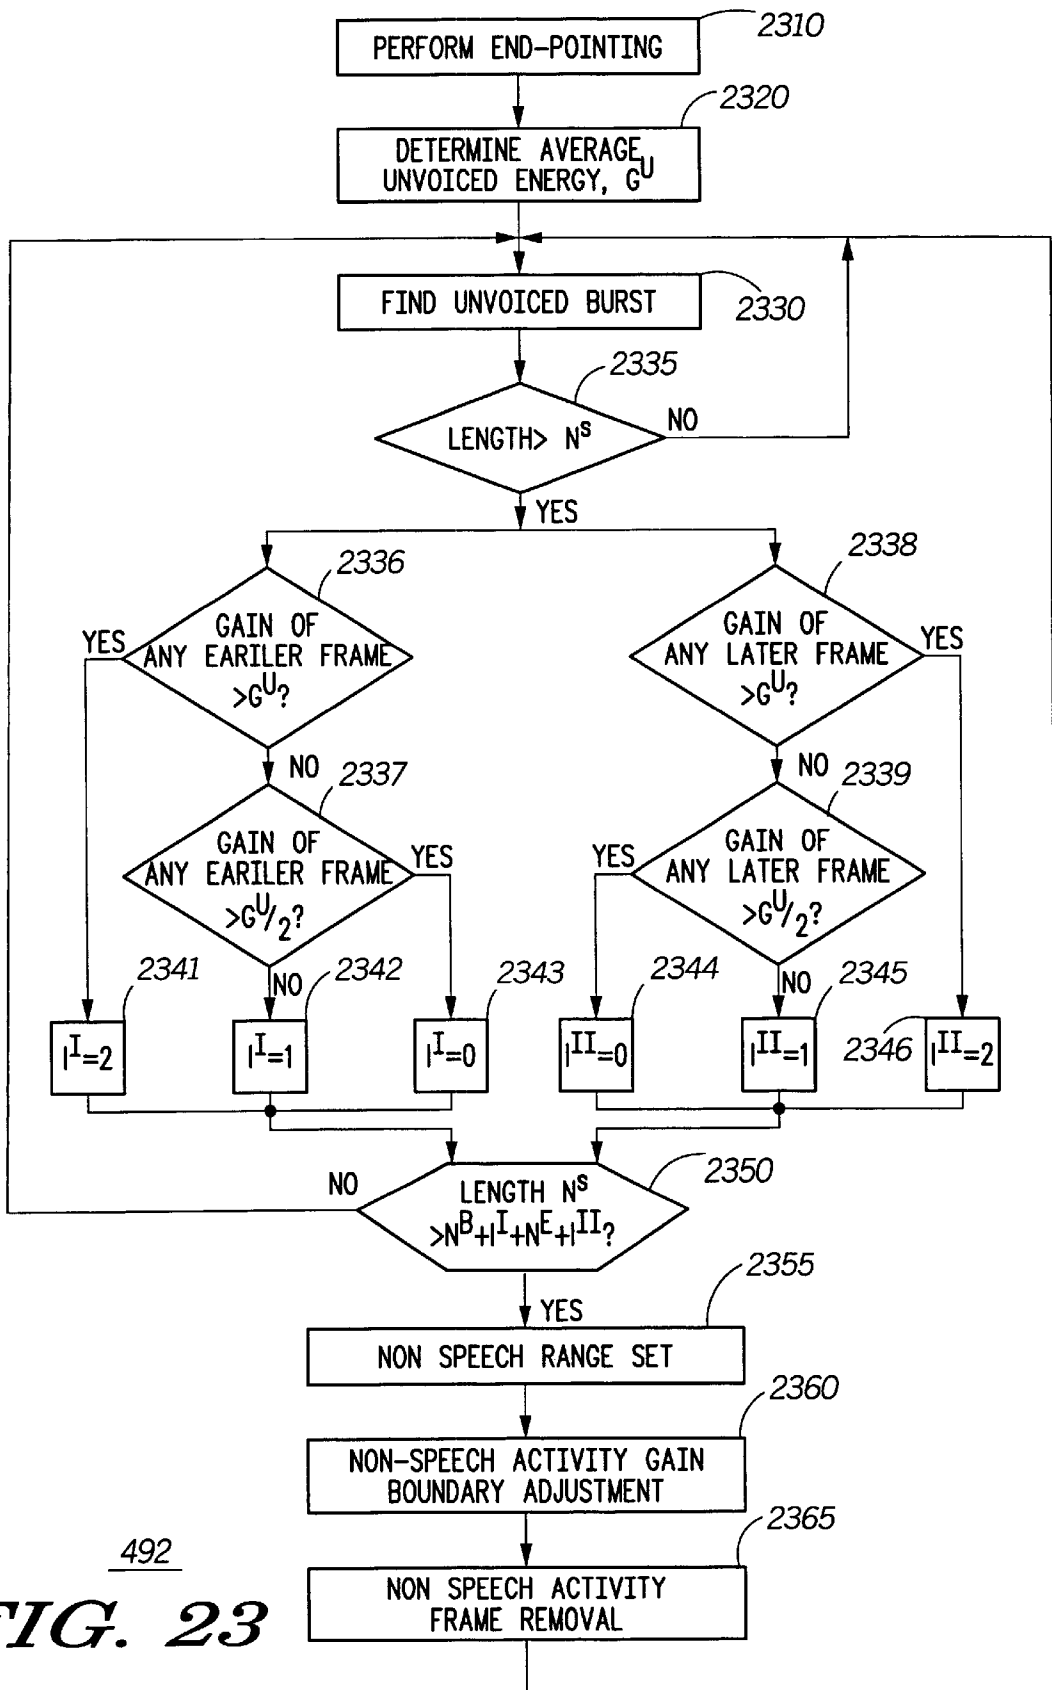 2310
PERFORM END-POINTING
2320
DETERMINE AVERAGE
UNVOICED ENERGY, G^U
FIND UNVOICED BURST
2330
2335
LENGTH> N^S
NO
YES
2336
GAIN OF
ANY EARILER FRAME
>G^U?
YES
NO
2338
GAIN OF
ANY LATER FRAME
>G^U?
YES
NO
2337
GAIN OF
ANY EARILER FRAME
>G^U/2?
YES
NO
2339
GAIN OF
ANY LATER FRAME
>G^U/2?
YES
NO
2341
I^I=2
2342
I^I=1
2343
I^I=0
2344
I^II=0
2345
I^II=1
2346
I^II=2
2350
LENGTH N^S
>N^B+I^I+N^E+I^II?
NO
YES
2355
NON SPEECH RANGE SET
2360
NON-SPEECH ACTIVITY GAIN
BOUNDARY ADJUSTMENT
2365
NON SPEECH ACTIVITY
FRAME REMOVAL
492
FIG. 23